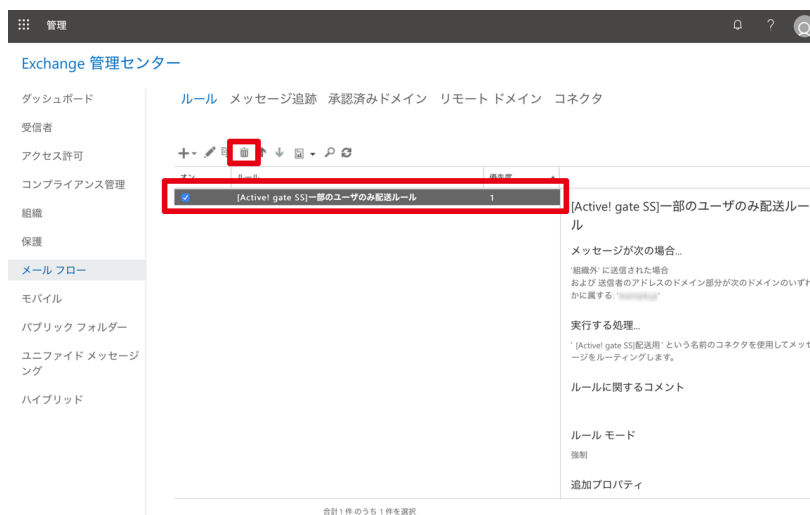 管理
?
Exchange 管理センター
ダッシュボード
受信者
アクセス許可
コンプライアンス管理
組織
保護
メール フロー
モバイル
パブリック フォルダー
ユニファイド メッセージ
ング
ハイブリッド
ルール メッセージ追跡 承認済みドメイン リモート ドメイン コネクタ
オン ルール 優先度
[Active! gate SS]一部のユーザのみ配送ルール 1
[Active! gate SS]一部のユーザのみ配送ルー
ル
メッセージが次の場合...
'組織外' に送信された場合
および 送信者のアドレスのドメイン部分が次のドメインのいずれ
かに属する: '
実行する処理...
' [Active! gate SS]配送用' という名前のコネクタを使用してメッセ
ージをルーティングします。
ルールに関するコメント
ルール モード
強制
追加プロパティ
合計 1 件 のうち 1 件を選択